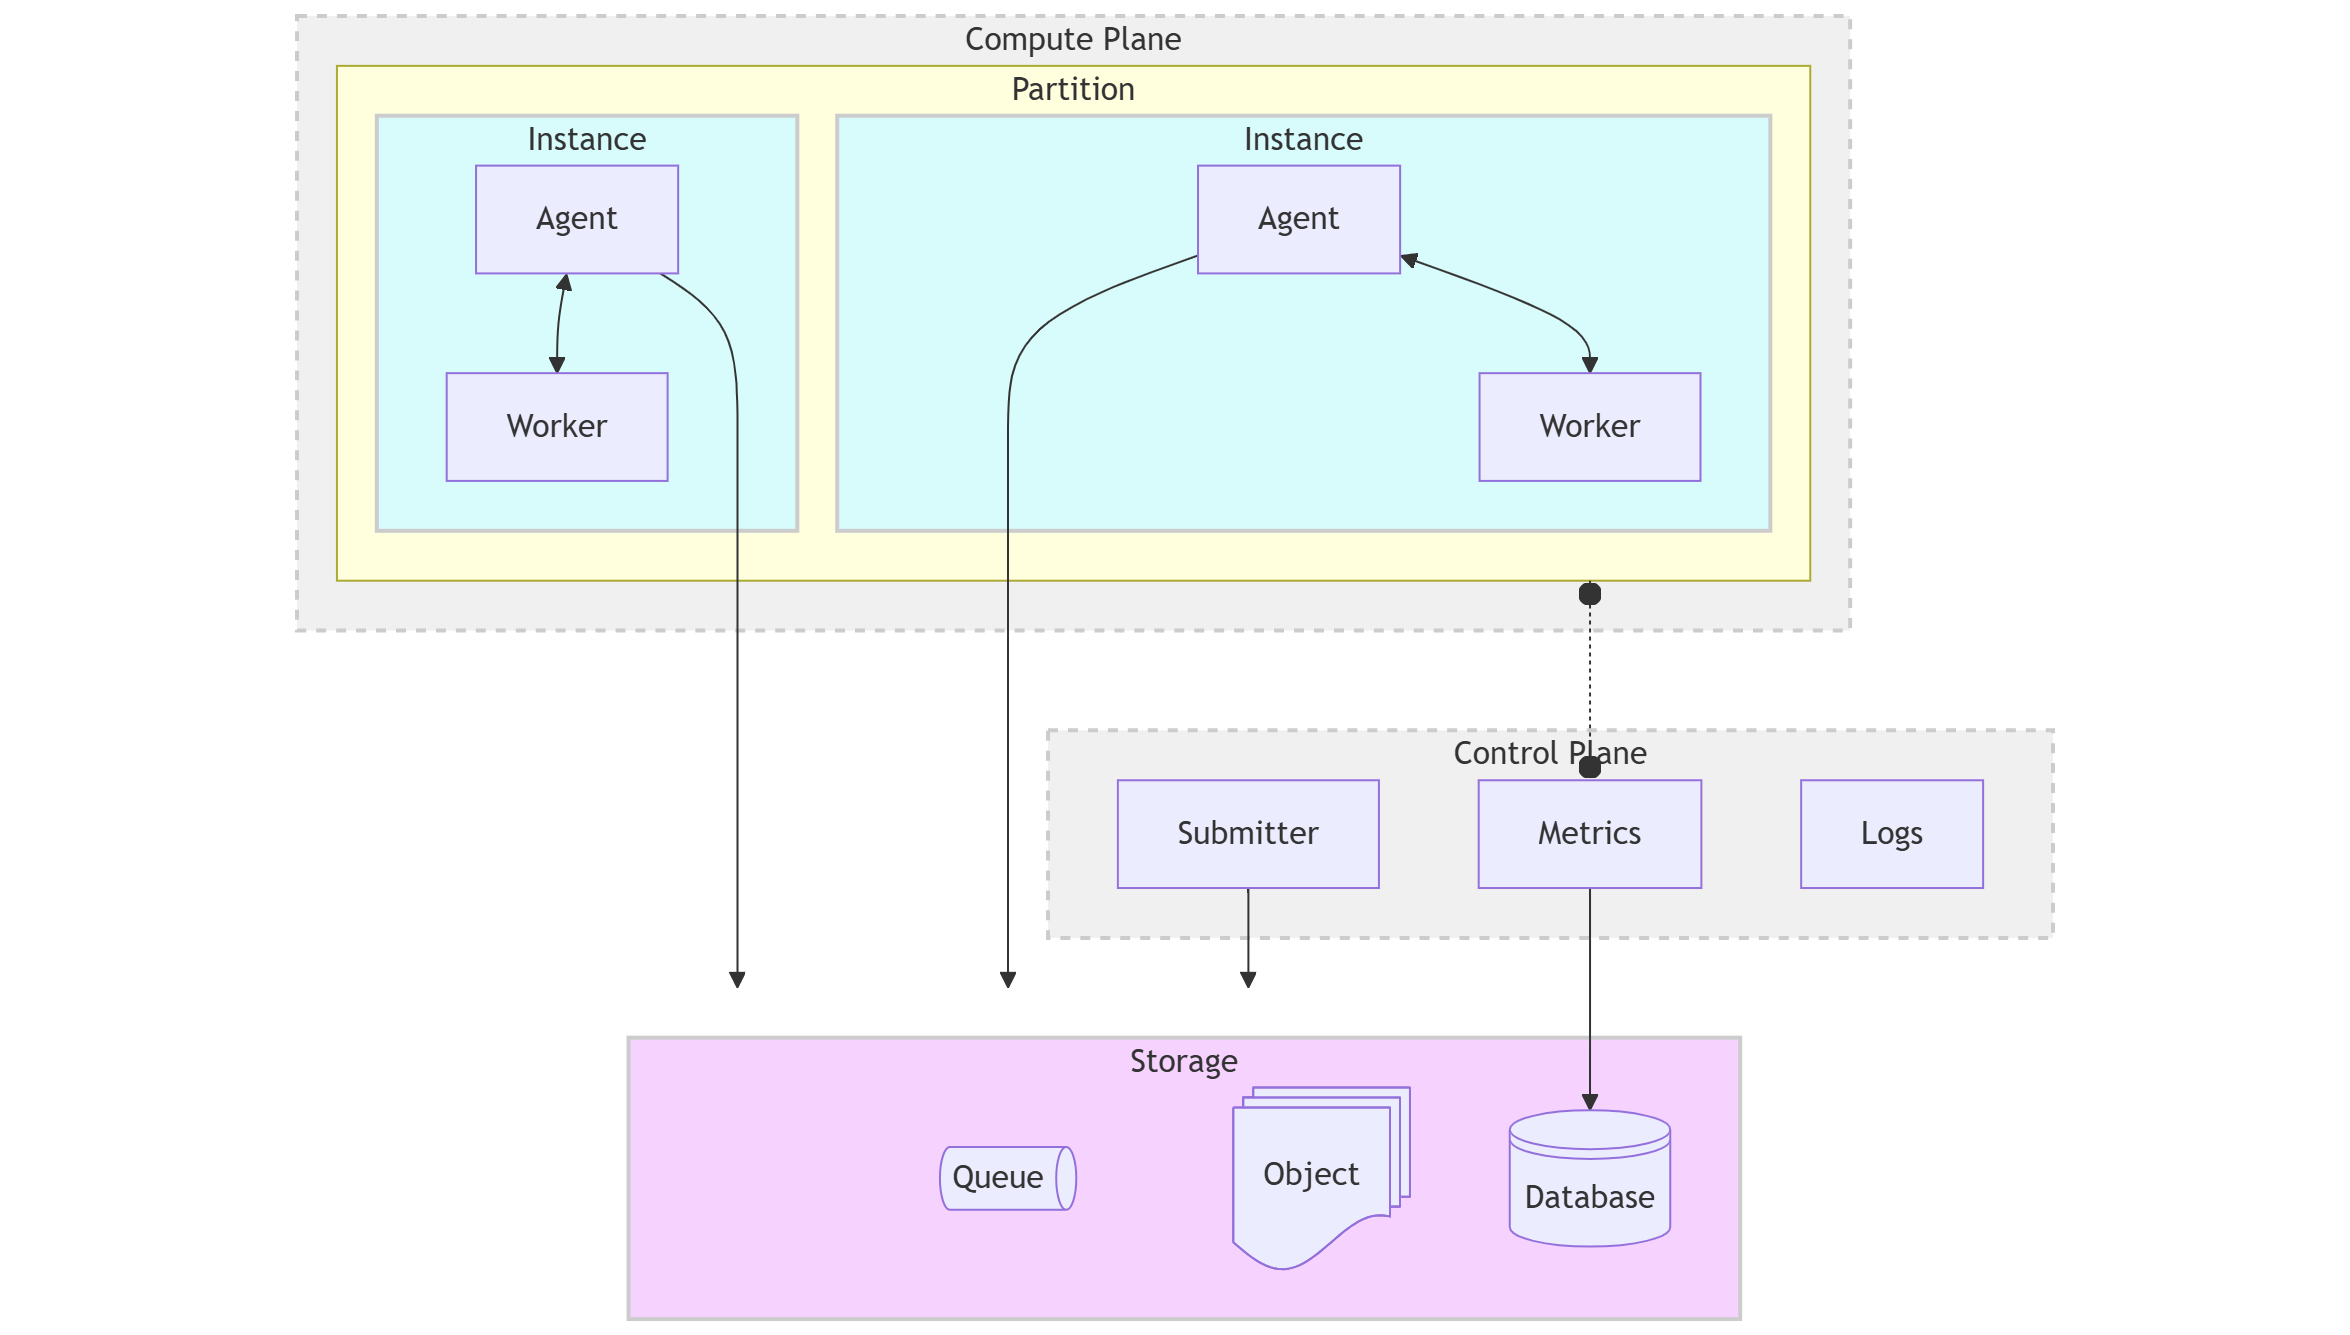 Compute Plane
Partition
Instance
Instance
Agent
Agent
Worker
Worker
Control Plane
Submitter
Metrics
Logs
Storage
Queue
Object
Database